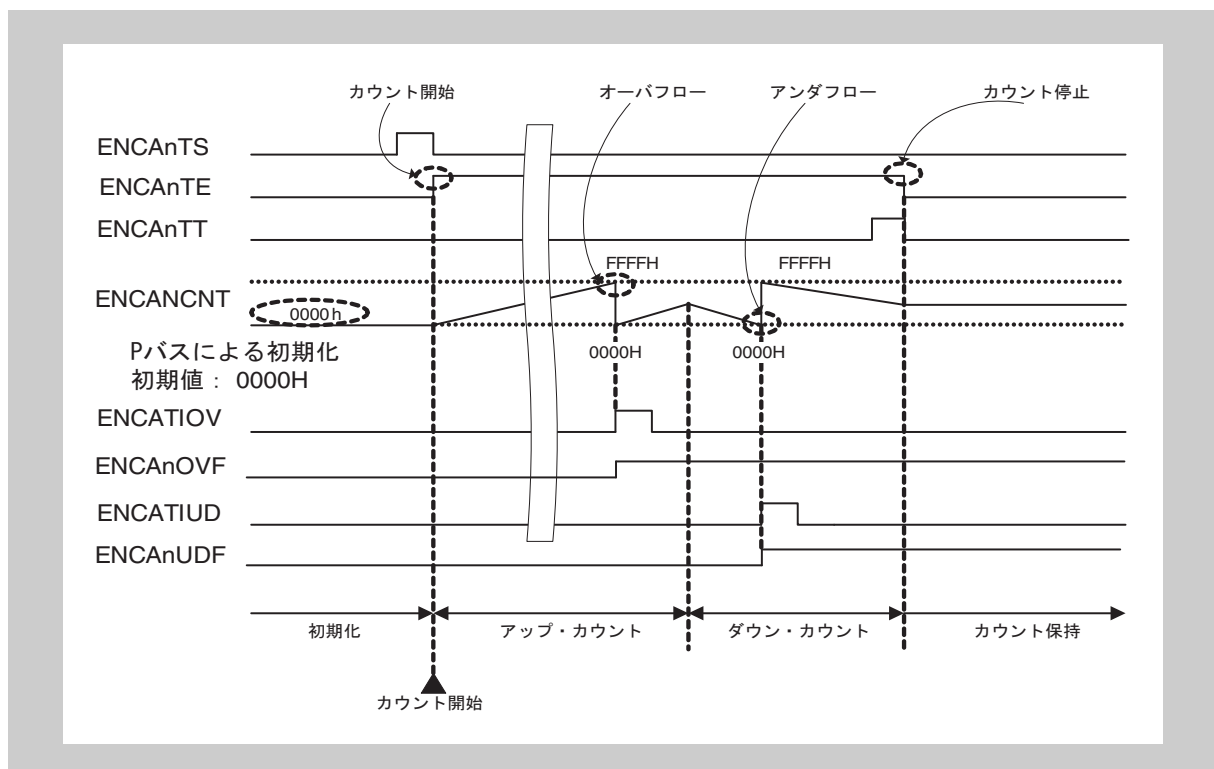 カウント開始
オーバフロー
アンダフロー
カウント停止
ENCAnTS
ENCAnTE
ENCAnTT
FFFFH
FFFFH
ENCANCNT
0000h
0000H
0000H
Pバスによる初期化
初期値： 0000H
ENCATIOV
ENCAnOVF
ENCATIUD
ENCAnUDF
初期化
アップ・カウント
ダウン・カウント
カウント保持
カウント開始